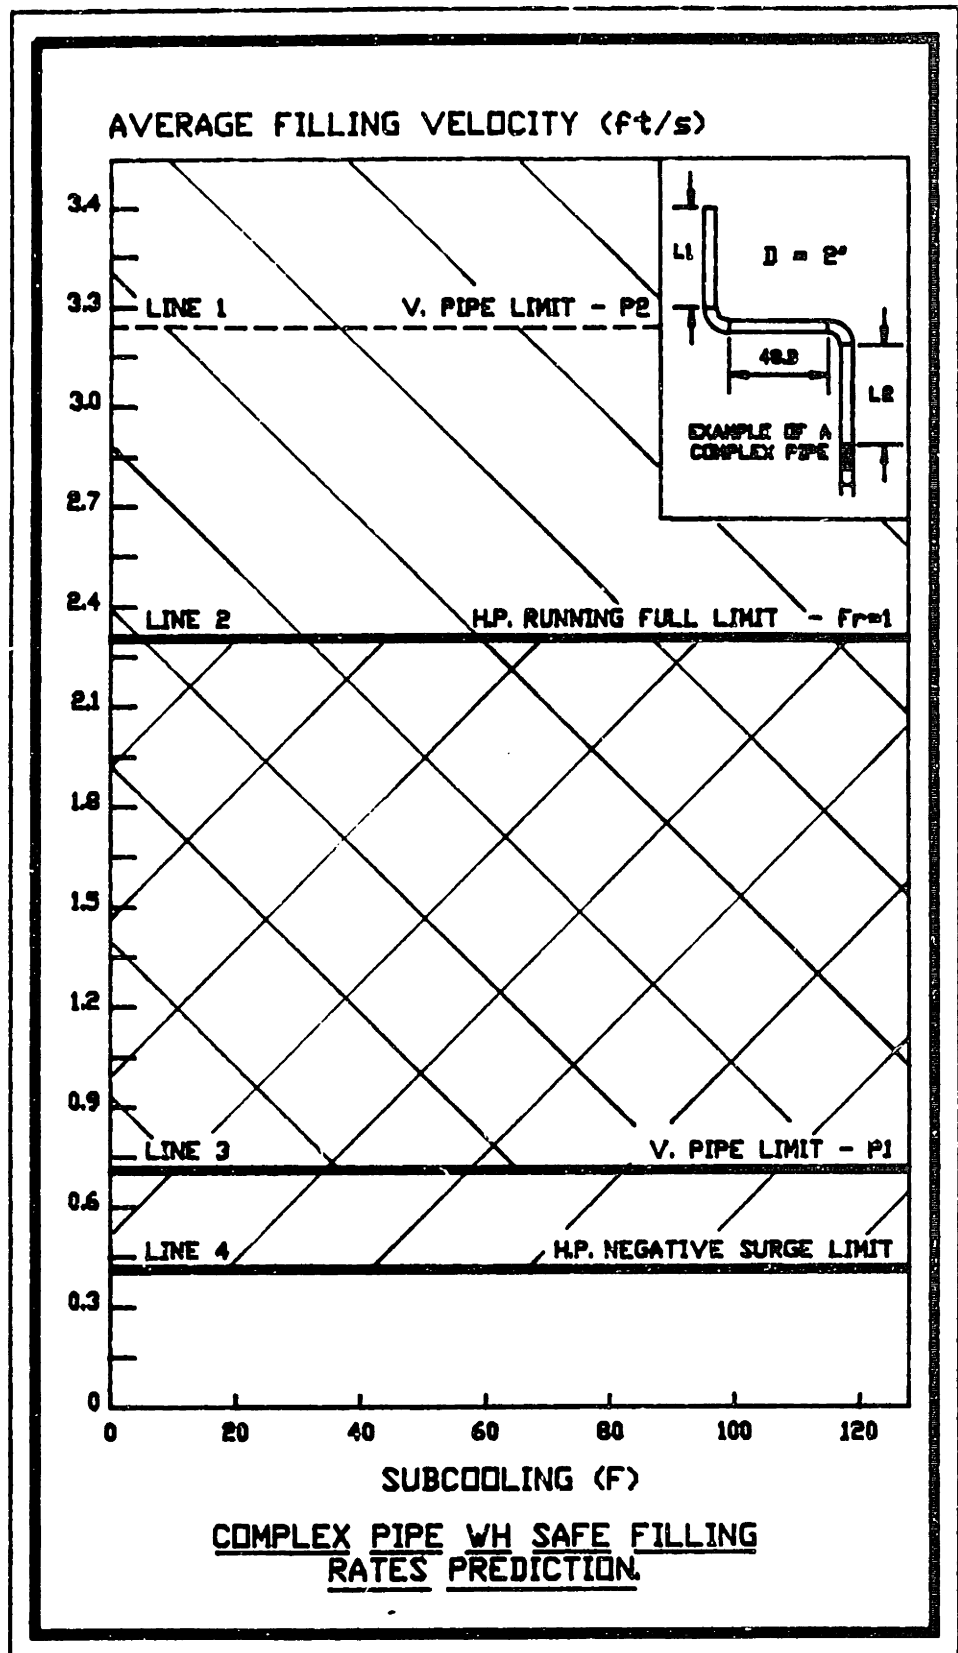 AVERAGE FILLING VELOCITY (ft/s)
3.4
3.3
3.0
2.7
2.4
2.1
1.8
1.5
1.2
0.9
0.6
0.3
0
LINE 1
V. PIPE LIMIT - P2
L1
D = 2"
L2
EXAMPLE OF A
COMPLEX PIPE
LINE 2
H.P. RUNNING FULL LIMIT - Fr=1
LINE 3
V. PIPE LIMIT - P1
LINE 4
H.P. NEGATIVE SURGE LIMIT
0 20 40 60 80 100 120
SUBCOOLING (F)
COMPLEX PIPE WH SAFE FILLING
RATES PREDICTION.